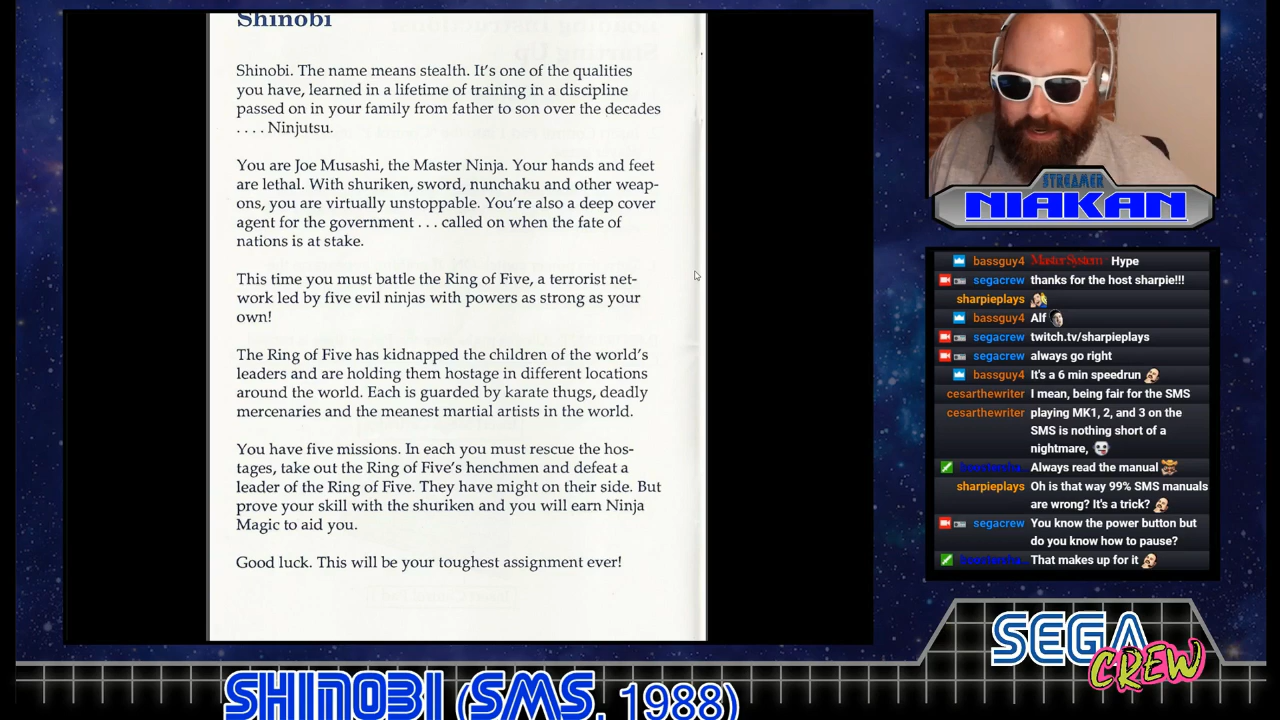 Shinobi
Shinobi. The name means stealth. It's one of the qualities
you have, learned in a lifetime of training in a discipline
passed on in your family from father to son over the decades
. . . . Ninjutsu.
You are Joe Musashi, the Master Ninja. Your hands and feet
are lethal. With shuriken, sword, nunchaku and other weap-
ons, you are virtually unstoppable. You're also a deep cover
agent for the government . . . called on when the fate of
nations is at stake.
This time you must battle the Ring of Five, a terrorist net-
work led by five evil ninjas with powers as strong as your
own!
The Ring of Five has kidnapped the children of the world's
leaders and are holding them hostage in different locations
around the world. Each is guarded by karate thugs, deadly
mercenaries and the meanest martial artists in the world.
You have five missions. In each you must rescue the hos-
tages, take out the Ring of Five's henchmen and defeat a
leader of the Ring of Five. They have might on their side. But
prove your skill with the shuriken and you will earn Ninja
Magic to aid you.
Good luck. This will be your toughest assignment ever!
STREAMER
NIAKAN
bassguy4 Master System Hype
segacrew thanks for the host sharpie!!!
sharpieplays
bassguy4 Alf
segacrew twitch.tv/sharpieplays
segacrew always go right
bassguy4 It's a 6 min speedrun
cesarthewriter I mean, being fair for the SMS
cesarthewriter playing MK1, 2, and 3 on the
SMS is nothing short of a
nightmare,
Always read the manual
sharpieplays Oh is that way 99% SMS manuals
are wrong? It's a trick?
segacrew You know the power button but
do you know how to pause?
That makes up for it
SEGA
CREW
SHINOBI (SMS, 1988)